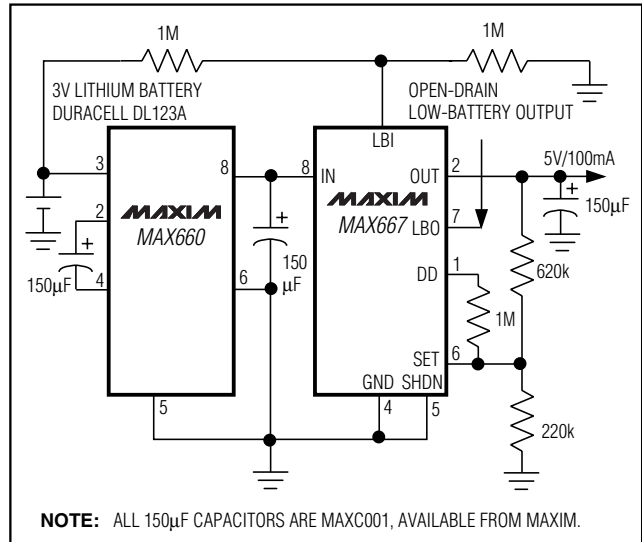 1M
1M
3V LITHIUM BATTERY
DURACELL DL123A
OPEN-DRAIN
LOW-BATTERY OUTPUT
LBI
3
8
8
IN
OUT
2
5V/100mA
MAXIM
MAX660
MAXIM
MAX667
2
+
150µF
4
+
150
µF
6
LBO
7
+
150µF
DD
1
620k
1M
SET
6
GND
SHDN
5
4
5
220k
NOTE: ALL 150µF CAPACITORS ARE MAXC001, AVAILABLE FROM MAXIM.